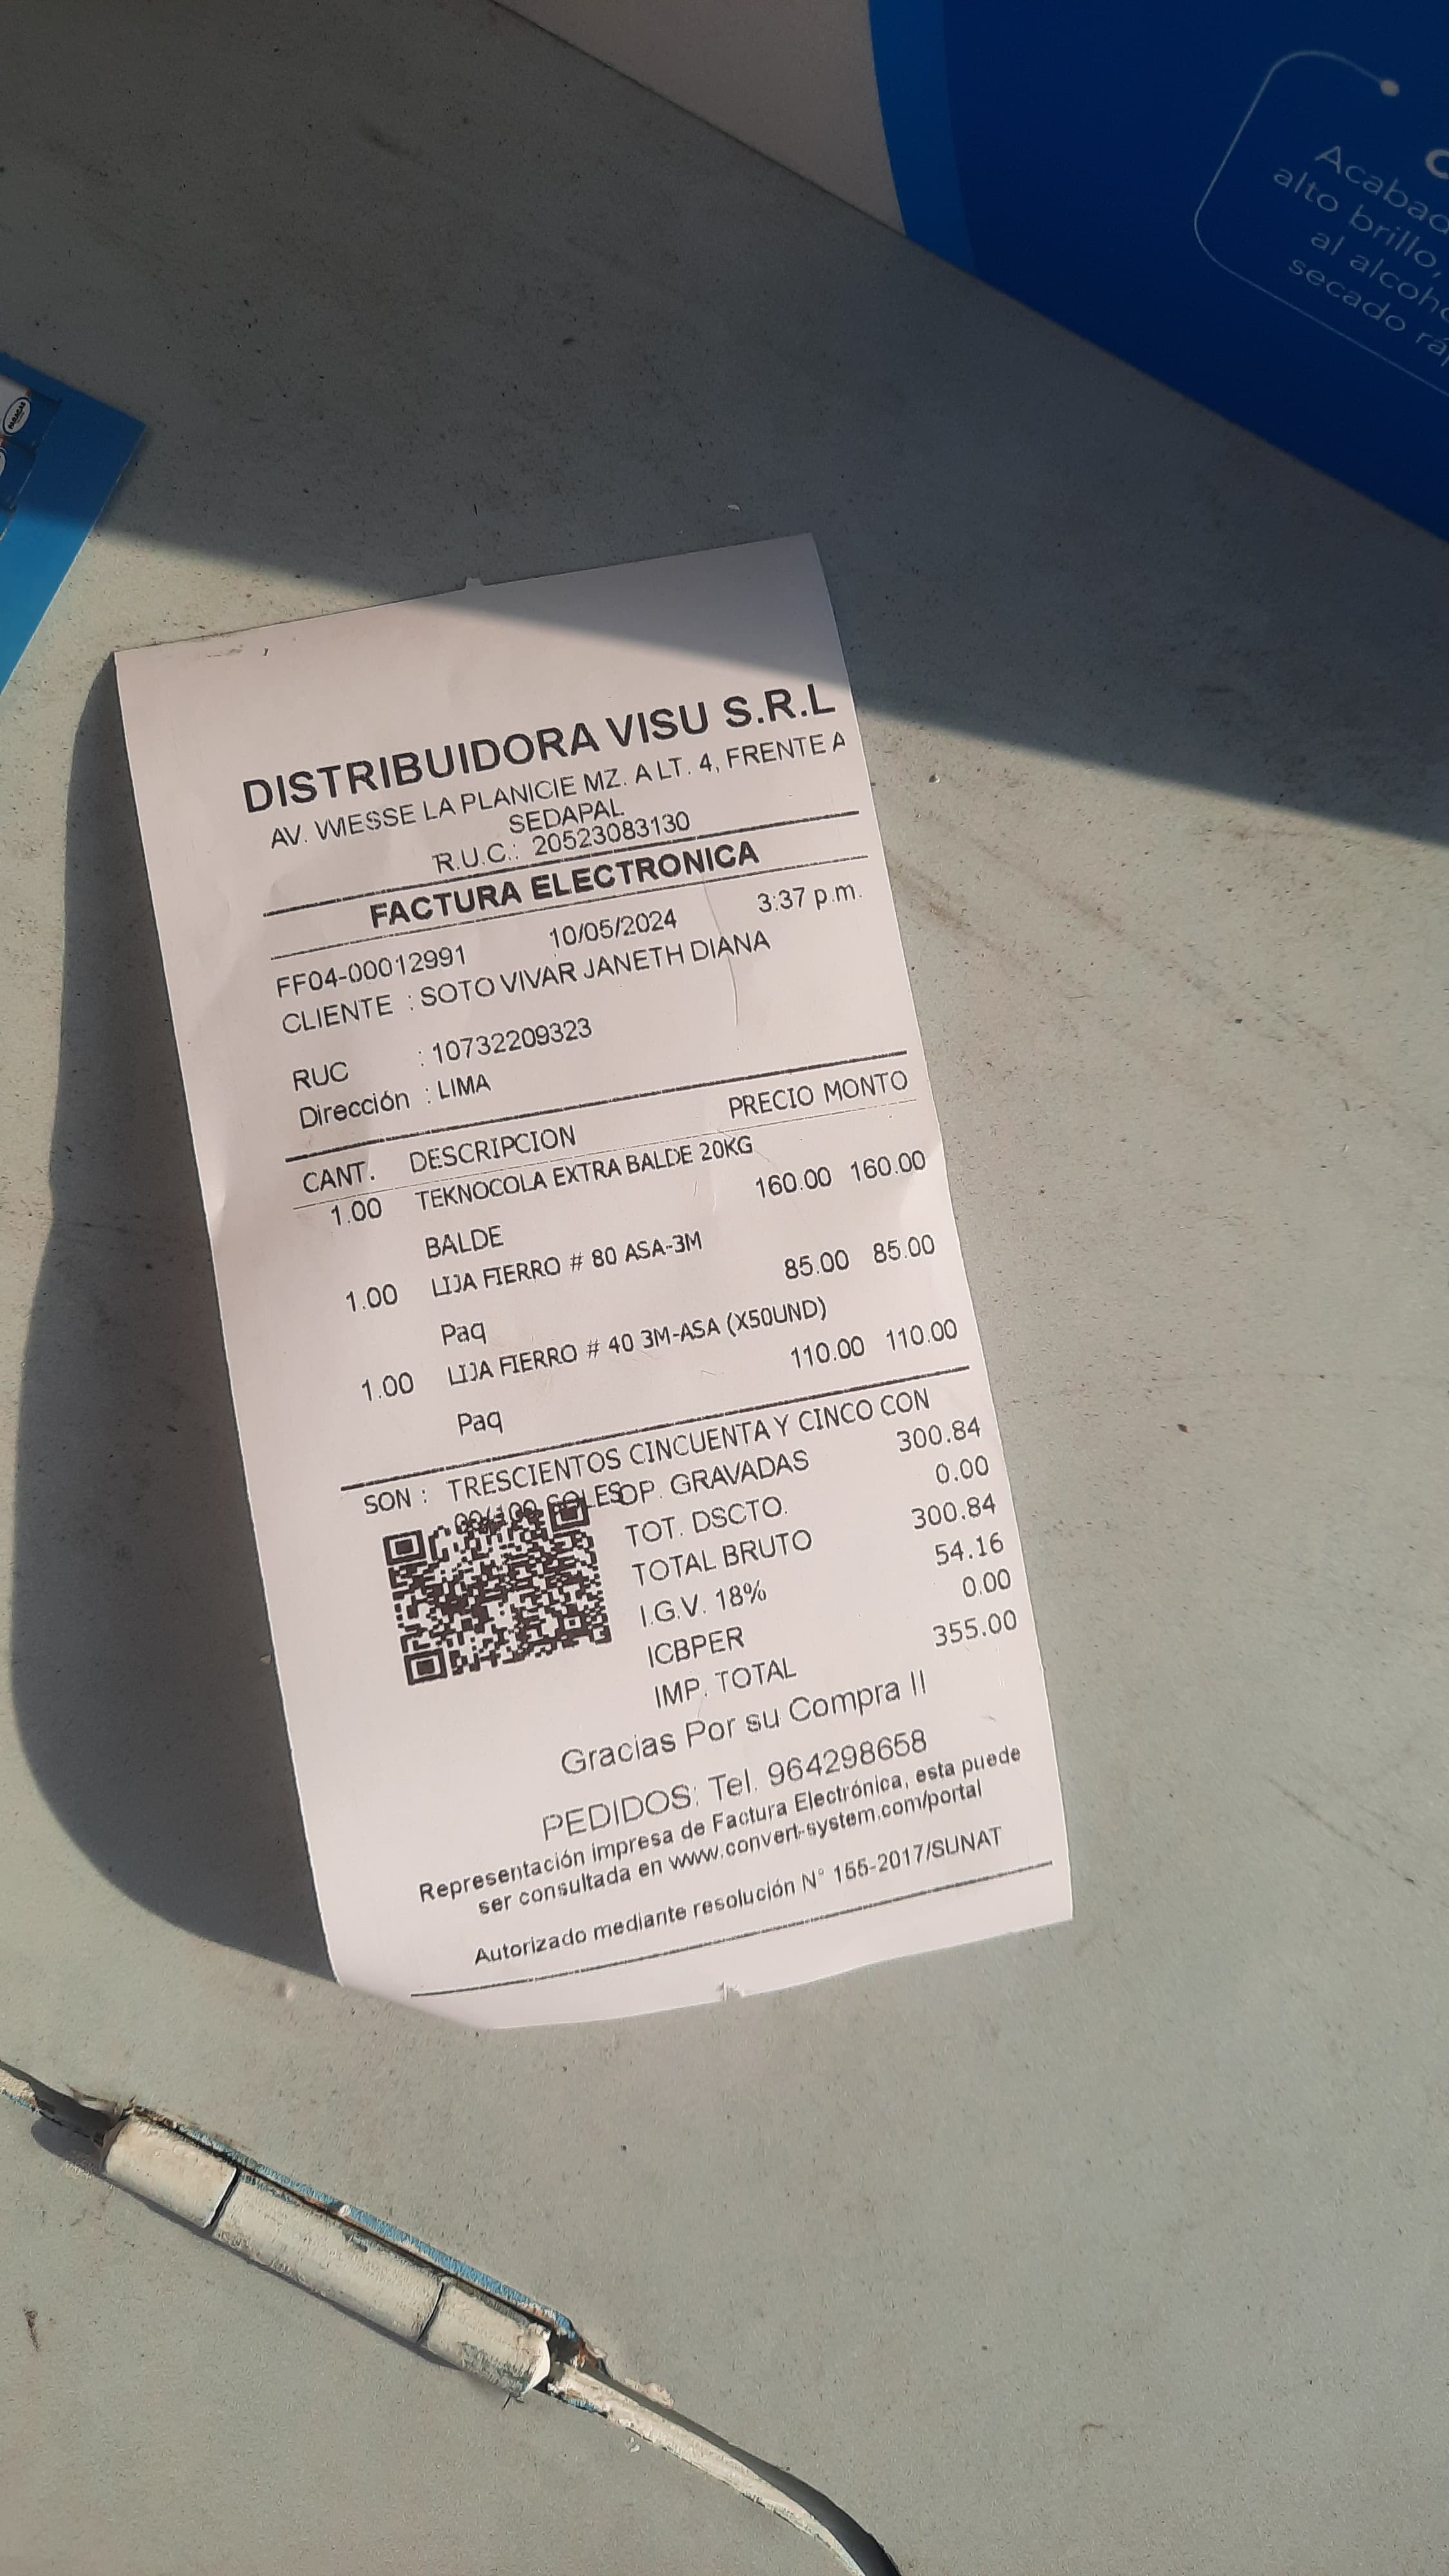 Acabad
alto brillo,
al alcoho
secado rá
DISTRIBUIDORA VISU S.R.L
AV. WIESSE LA PLANICIE MZ. A LT. 4, FRENTE A
SEDAPAL
R.U.C.: 20523083130
FACTURA ELECTRONICA
FF04-00012991 10/05/2024 3:37 p.m.
CLIENTE : SOTO VIVAR JANETH DIANA
RUC : 10732209323
Dirección : LIMA
CANT. DESCRIPCION PRECIO MONTO
1.00 TEKNOCOLA EXTRA BALDE 20KG
BALDE 160.00 160.00
1.00 LIJA FIERRO # 80 ASA-3M
Paq 85.00 85.00
1.00 LIJA FIERRO # 40 3M-ASA (X50UND)
Paq 110.00 110.00
SON : TRESCIENTOS CINCUENTA Y CINCO CON
00/100 SOLES
OP. GRAVADAS 300.84
TOT. DSCTO. 0.00
TOTAL BRUTO 300.84
I.G.V. 18% 54.16
ICBPER 0.00
IMP. TOTAL 355.00
Gracias Por su Compra II
PEDIDOS: Tel. 964298658
Representación impresa de Factura Electrónica, esta puede
ser consultada en www.convert-system.com/portal
Autorizado mediante resolución N° 155-2017/SUNAT